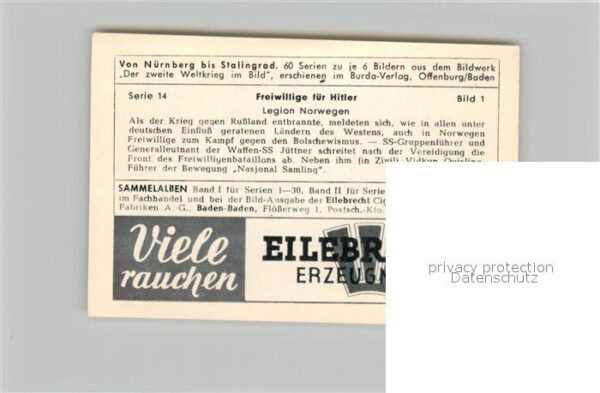 Von Nürnberg bis Stalingrad. 60 Serien zu je 6 Bildern aus dem Bildwerk
„Der zweite Weltkrieg im Bild", erschienen im Burda-Verlag, Offenburg/Baden
Serie 14 Freiwillige für Hitler Bild 1
Legion Norwegen
Als der Krieg gegen Rußland entbrannte, meldeten sich, wie in allen unter
deutschen Einfluß geratenen Ländern des Westens, auch in Norwegen
Freiwillige zum Kampf gegen den Bolschewismus. — SS-Gruppenführer und
Generalleutnant der Waffen-SS Jüttner schreitet nach der Vereidigung die
Front des Freiwilligenbataillons ab. Neben ihm (in Zivil) Vidkun Quisling
Führer der Bewegung „Nasjonal Samling".
SAMMELALBEN Band I für Serien 1—30, Band II für Serie
im Fachhandel und bei der Bild-Ausgabe der Eilebrecht Cig
Fabriken A.-G., Baden-Baden, Flößerweg 1, Postsch.-Kto.
Viele
rauchen
EILEBR
ERZEUGN
privacy protection
Datenschutz